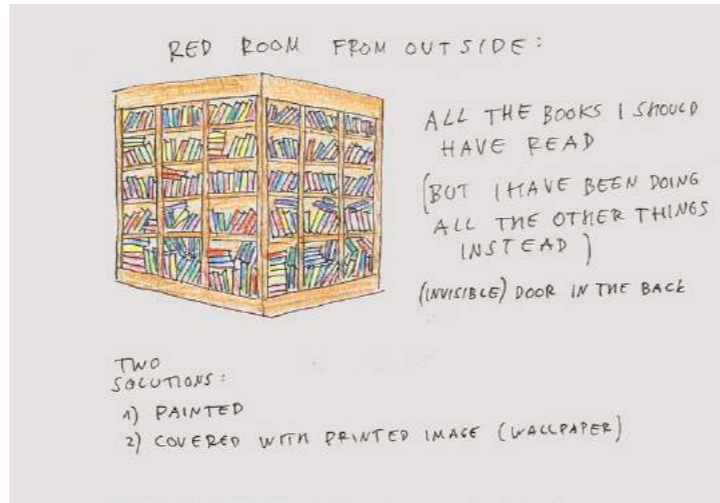 RED ROOM FROM OUTSIDE:
ALL THE BOOKS I SHOULD
HAVE READ
(BUT I HAVE BEEN DOING
ALL THE OTHER THINGS
INSTEAD)
(INVISIBLE) DOOR IN THE BACK
TWO
SOLUTIONS:
1) PAINTED
2) COVERED WITH PRINTED IMAGE (WALLPAPER)